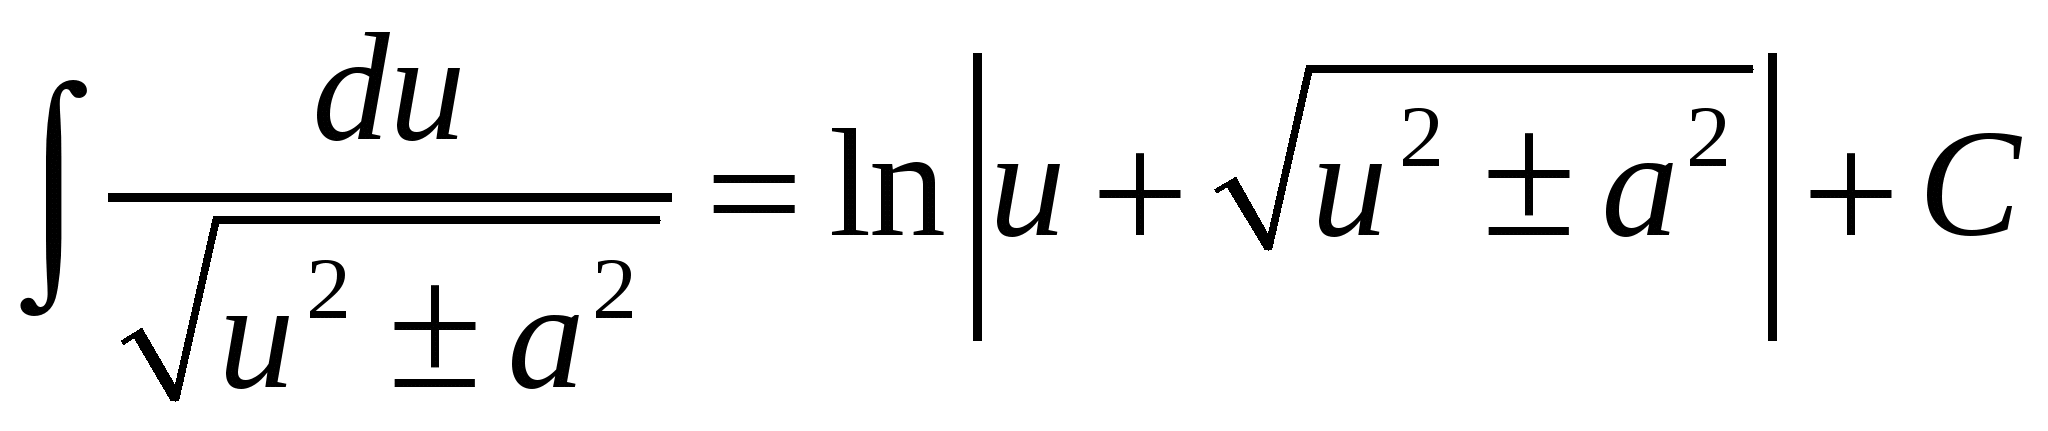 ∫ du / √(u² ± a²) = ln |u + √(u² ± a²)| + C